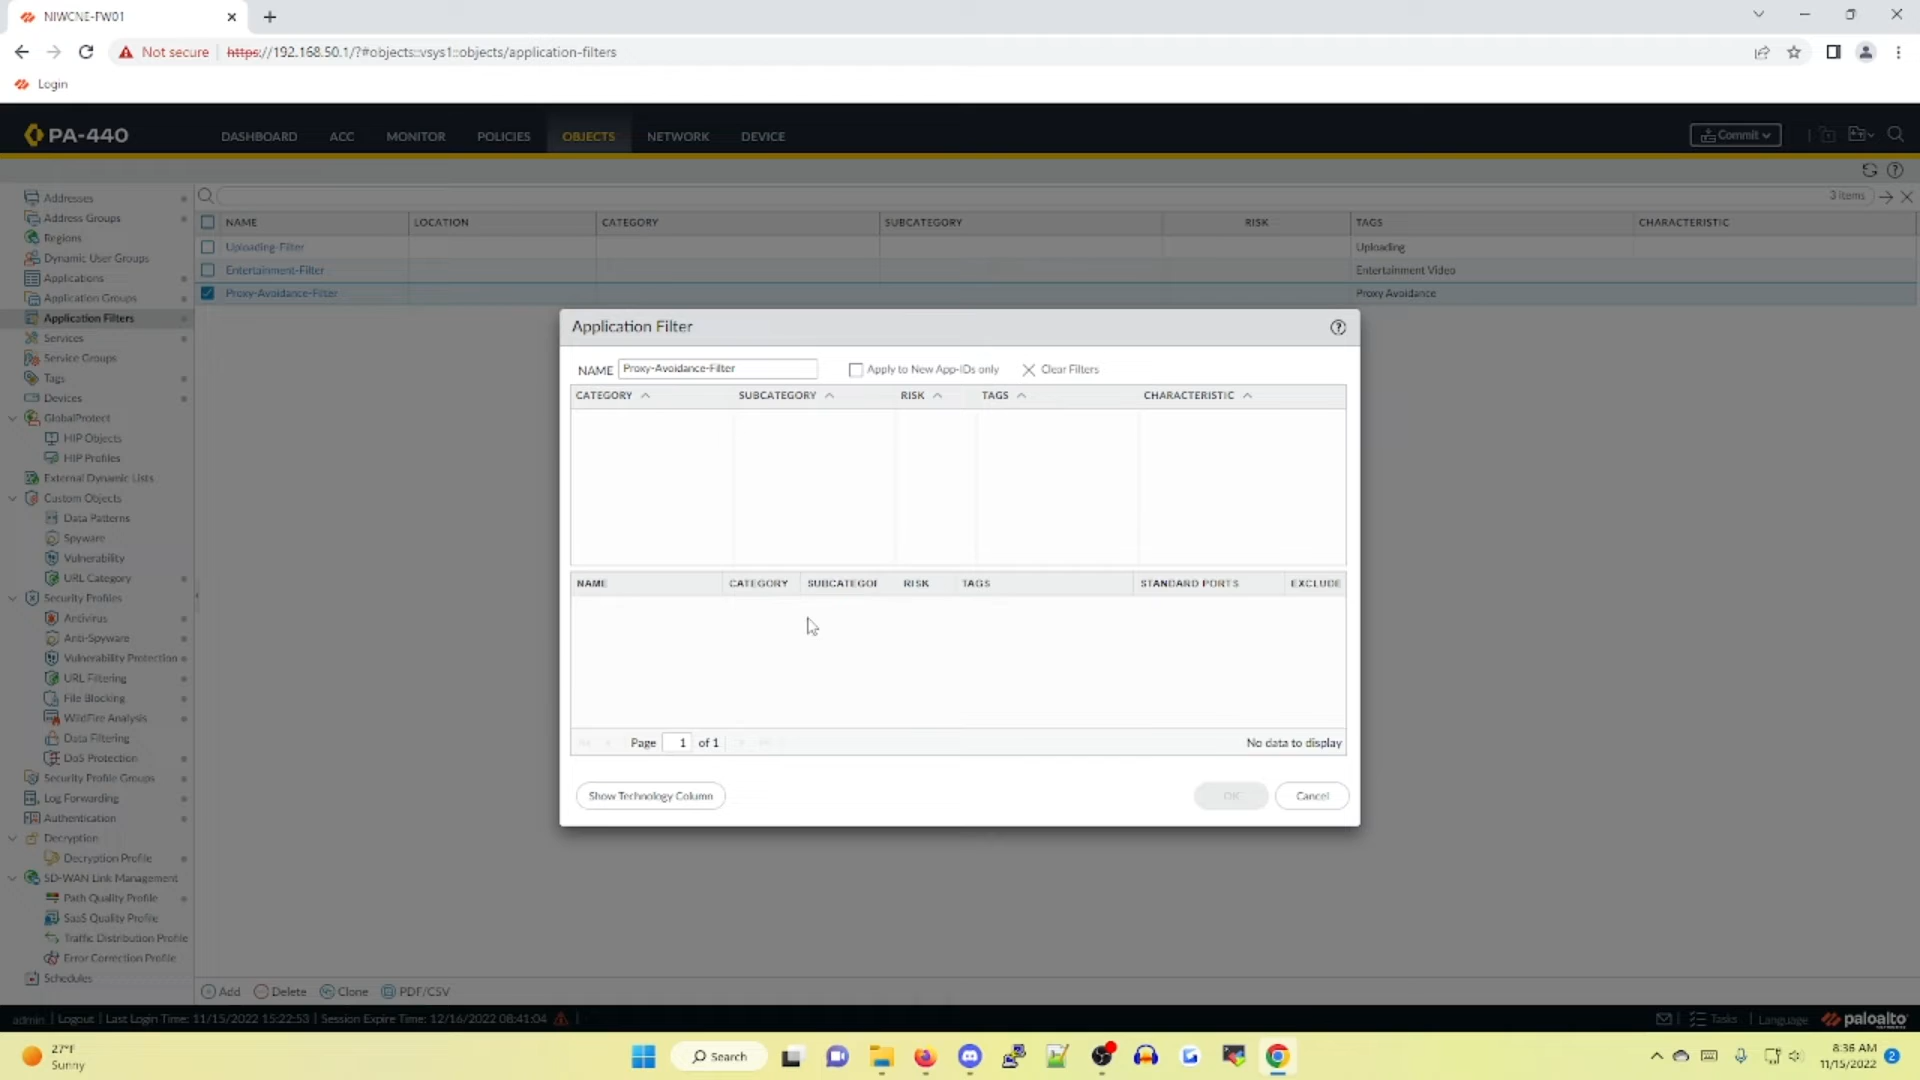 NIWCNE-FW01
Not secure https://192.168.50.1/?#objects::vsys1::objects/application-filters
Login
PA-440 DASHBOARD ACC MONITOR POLICIES OBJECTS NETWORK DEVICE Commit
3 items
NAME LOCATION CATEGORY SUBCATEGORY RISK TAGS CHARACTERISTIC
Uploading-Filter Uploading
Entertainment-Filter Entertainment Video
Proxy-Avoidance-Filter Proxy Avoidance
Addresses
Address Groups
Regions
Dynamic User Groups
Applications
Application Groups
Application Filters
Services
Service Groups
Tags
Devices
GlobalProtect
HIP Objects
HIP Profiles
External Dynamic Lists
Custom Objects
Data Patterns
Spyware
Vulnerability
URL Category
Security Profiles
Antivirus
Anti-Spyware
Vulnerability Protection
URL Filtering
File Blocking
WildFire Analysis
Data Filtering
DoS Protection
Security Profile Groups
Log Forwarding
Authentication
Decryption
Decryption Profile
SD-WAN Link Management
Path Quality Profile
SaaS Quality Profile
Traffic Distribution Profile
Error Correction Profile
Schedules
Application Filter
NAME Proxy-Avoidance-Filter Apply to New App-IDs only Clear Filters
CATEGORY SUBCATEGORY RISK TAGS CHARACTERISTIC
NAME CATEGORY SUBCATEGOI RISK TAGS STANDARD PORTS EXCLUDE
Page 1 of 1 No data to display
Show Technology Column OK Cancel
Add Delete Clone PDF/CSV
admin | Logout | Last Login Time: 11/15/2022 15:22:53 | Session Expire Time: 12/16/2022 08:41:04 |
Tasks | Language paloalto
27°F
Sunny
Search
8:36 AM
11/15/2022
2